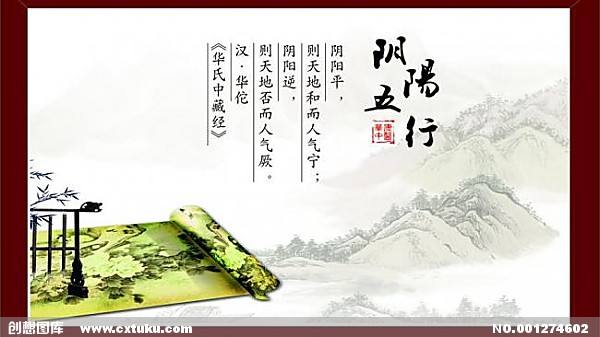 阴陽
五行
阴阳平，
则天地和而人气宁；
阴阳逆，
则天地否而人气厥。
汉·华佗
《华氏中藏经》
创想图库 www.cxtuku.com
NO.001274602